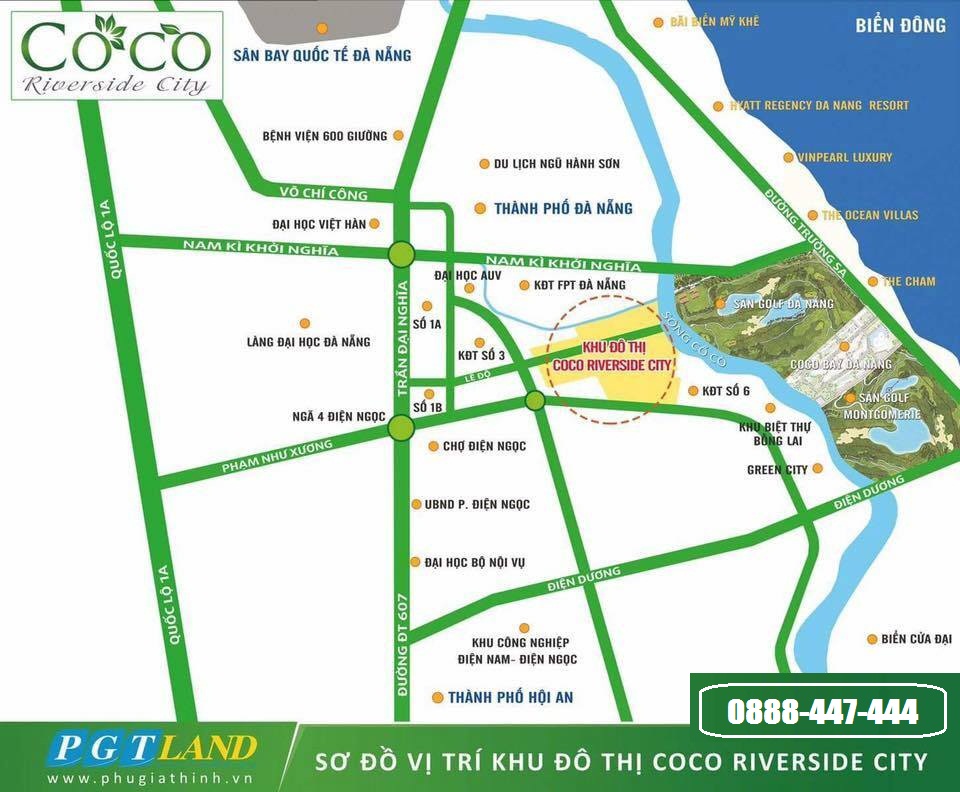 CoCo
Riverside City
SÂN BAY QUỐC TẾ ĐÀ NẴNG
BÃI BIỂN MỸ KHÊ
BIỂN ĐÔNG
HYATT REGENCY DA NANG RESORT
BỆNH VIỆN 600 GIƯỜNG
DU LỊCH NGŨ HÀNH SƠN
VINPEARL LUXURY
VÕ CHÍ CÔNG
THÀNH PHỐ ĐÀ NẴNG
ĐƯỜNG TRƯỜNG SA
THE OCEAN VILLAS
QUỐC LỘ 1A
ĐẠI HỌC VIỆT HÀN
NAM KÌ KHỞI NGHĨA
NAM KÌ KHỞI NGHĨA
ĐẠI HỌC AUV
KĐT FPT ĐÀ NẴNG
THE CHAM
SÂN GOLF ĐÀ NẴNG
SÔNG CỔ CÒ
TRẦN ĐẠI NGHĨA
SỐ 1A
LÀNG ĐẠI HỌC ĐÀ NẴNG
KĐT SỐ 3
KHU ĐÔ THỊ
COCO RIVERSIDE CITY
COCO BAY ĐÀ NẴNG
LÊ ĐỘ
KĐT SỐ 6
SỐ 1B
SÂN GOLF
MONTGOMERIE
NGÃ 4 ĐIỆN NGỌC
KHU BIỆT THỰ
BỒNG LAI
PHẠM NHƯ XƯƠNG
CHỢ ĐIỆN NGỌC
GREEN CITY
ĐIỆN DƯƠNG
UBND P. ĐIỆN NGỌC
ĐẠI HỌC BỘ NỘI VỤ
ĐIỆN DƯƠNG
QUỐC LỘ 1A
ĐƯỜNG ĐT 607
KHU CÔNG NGHIỆP
ĐIỆN NAM- ĐIỆN NGỌC
BIỂN CỬA ĐẠI
THÀNH PHỐ HỘI AN
0888-447-444
PGT LAND
www.phugiathinh.vn
SƠ ĐỒ VỊ TRÍ KHU ĐÔ THỊ COCO RIVERSIDE CITY